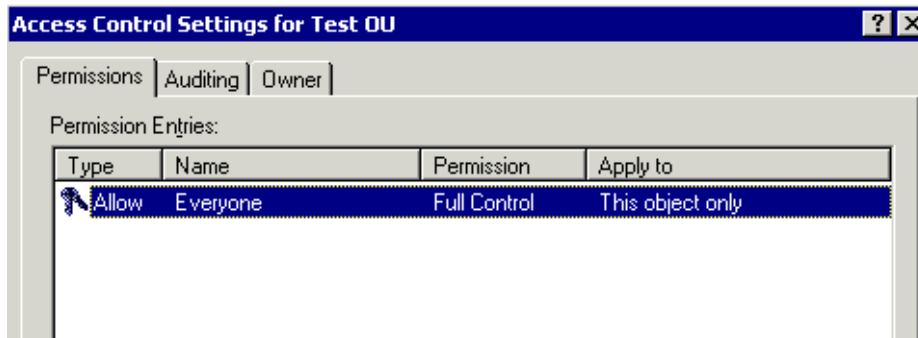 Access Control Settings for Test OU ? X
Permissions Auditing Owner
Permission Entries:
Type Name Permission Apply to
Allow Everyone Full Control This object only